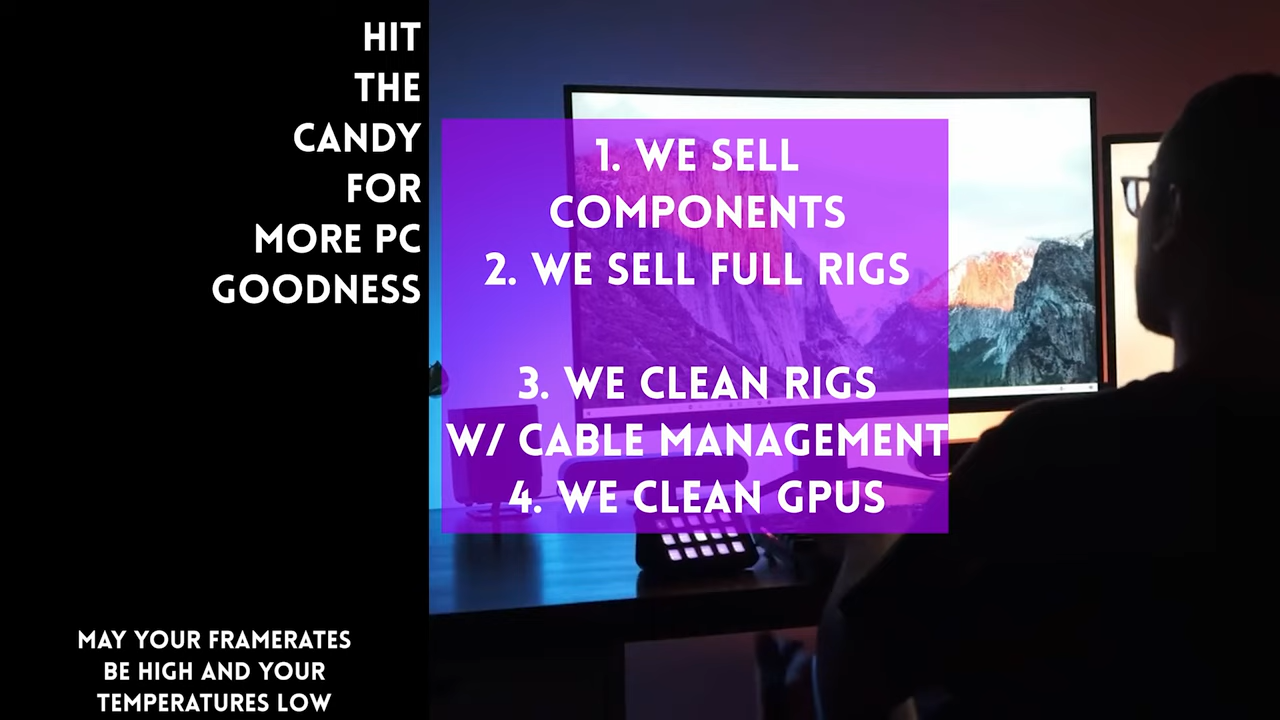 HIT
THE
CANDY
FOR
MORE PC
GOODNESS
1. WE SELL
COMPONENTS
2. WE SELL FULL RIGS
3. WE CLEAN RIGS
W/ CABLE MANAGEMENT
4. WE CLEAN GPUS
MAY YOUR FRAMERATES
BE HIGH AND YOUR
TEMPERATURES LOW